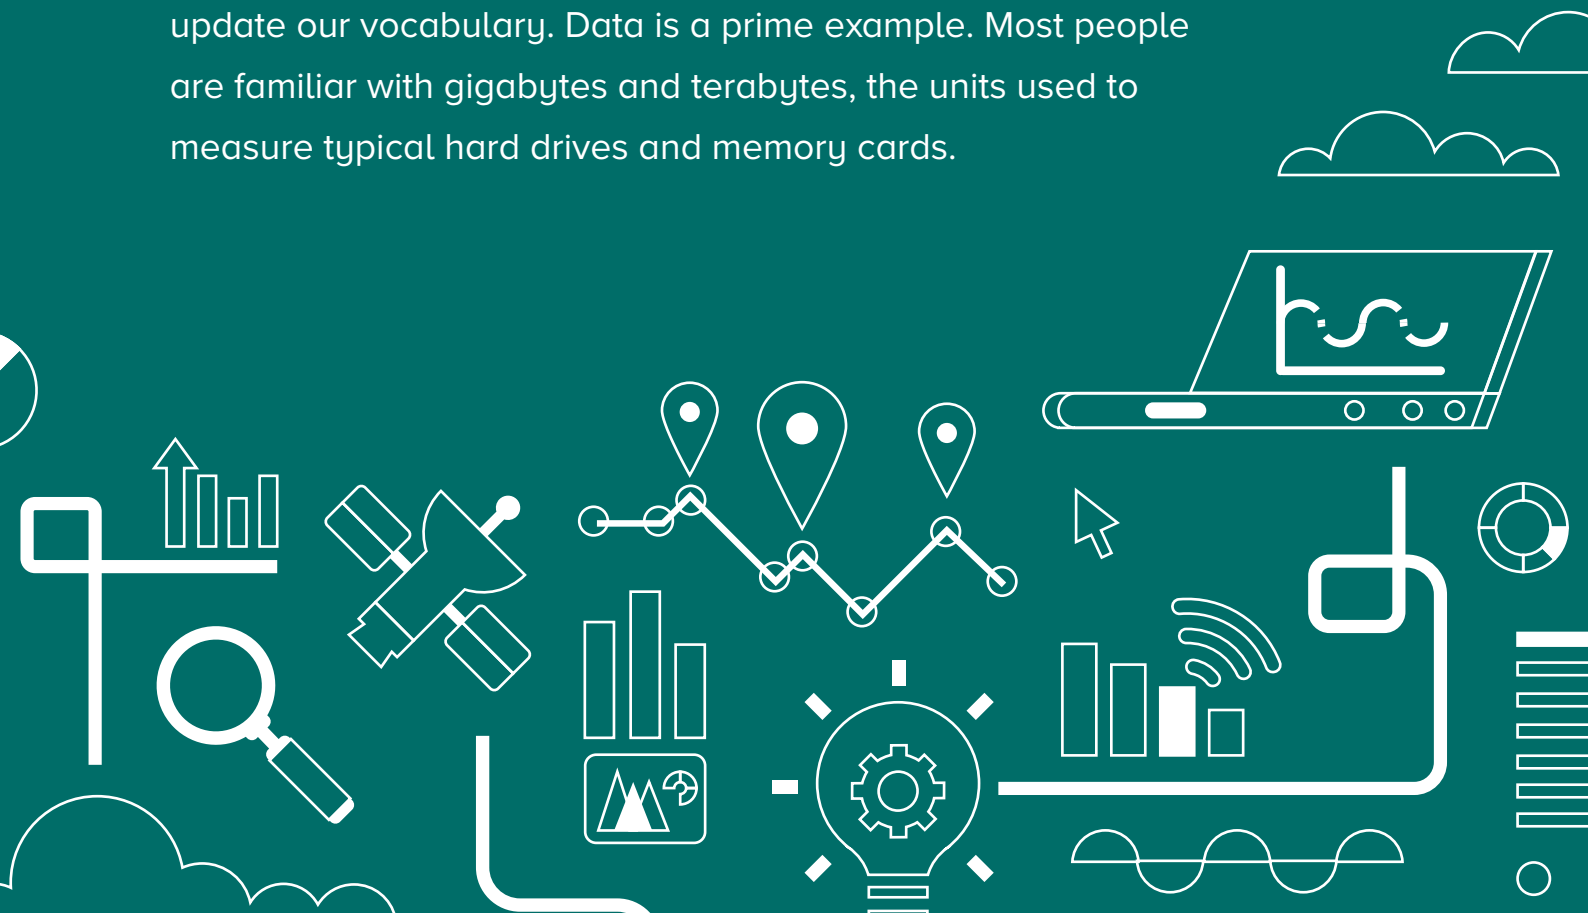 update our vocabulary. Data is a prime example. Most people
are familiar with gigabytes and terabytes, the units used to
measure typical hard drives and memory cards.